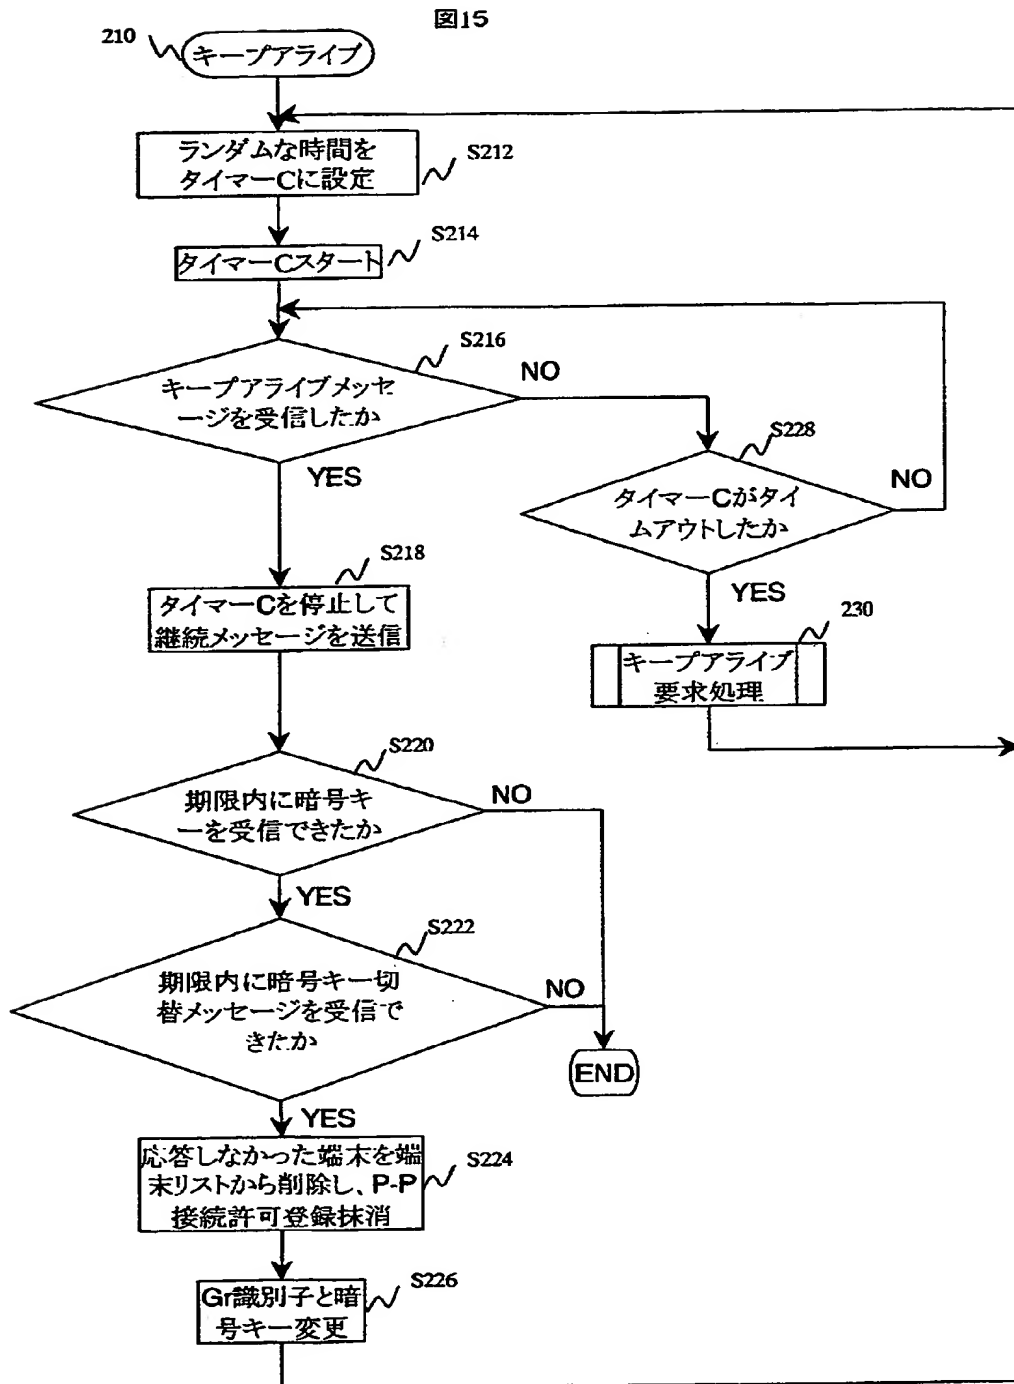 図15
210
キープアライブ
ランダムな時間を
タイマーCに設定
S212
タイマーCスタート
S214
キープアライブメッセ
ージを受信したか
S216
NO
YES
タイマーCがタイ
ムアウトしたか
S228
NO
YES
タイマーCを停止して
継続メッセージを送信
S218
キープアライブ
要求処理
230
期限内に暗号キ
ーを受信できたか
S220
NO
YES
期限内に暗号キー切
替メッセージを受信で
きたか
S222
NO
END
YES
応答しなかった端末を端
末リストから削除し、P-P
接続許可登録抹消
S224
Gr識別子と暗
号キー変更
S226